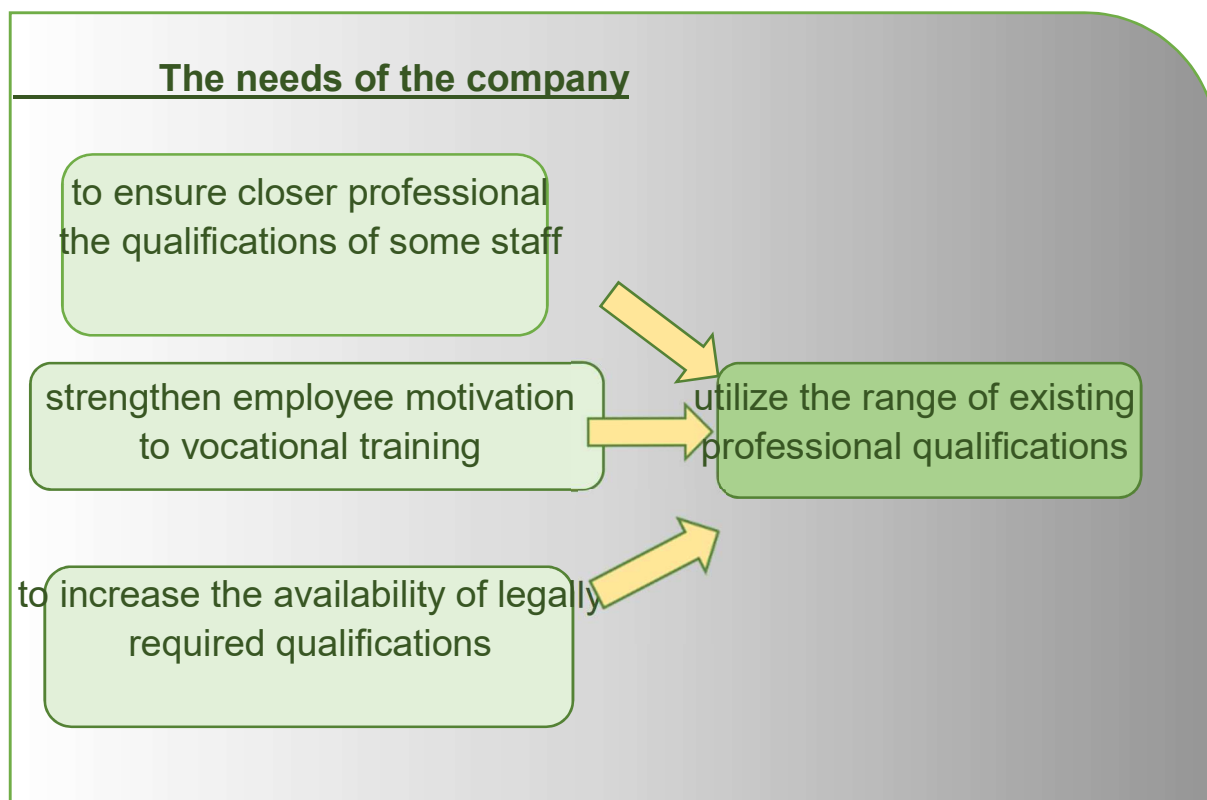 The needs of the company
to ensure closer professional
the qualifications of some staff
strengthen employee motivation
to vocational training
to increase the availability of legally
required qualifications
utilize the range of existing
professional qualifications